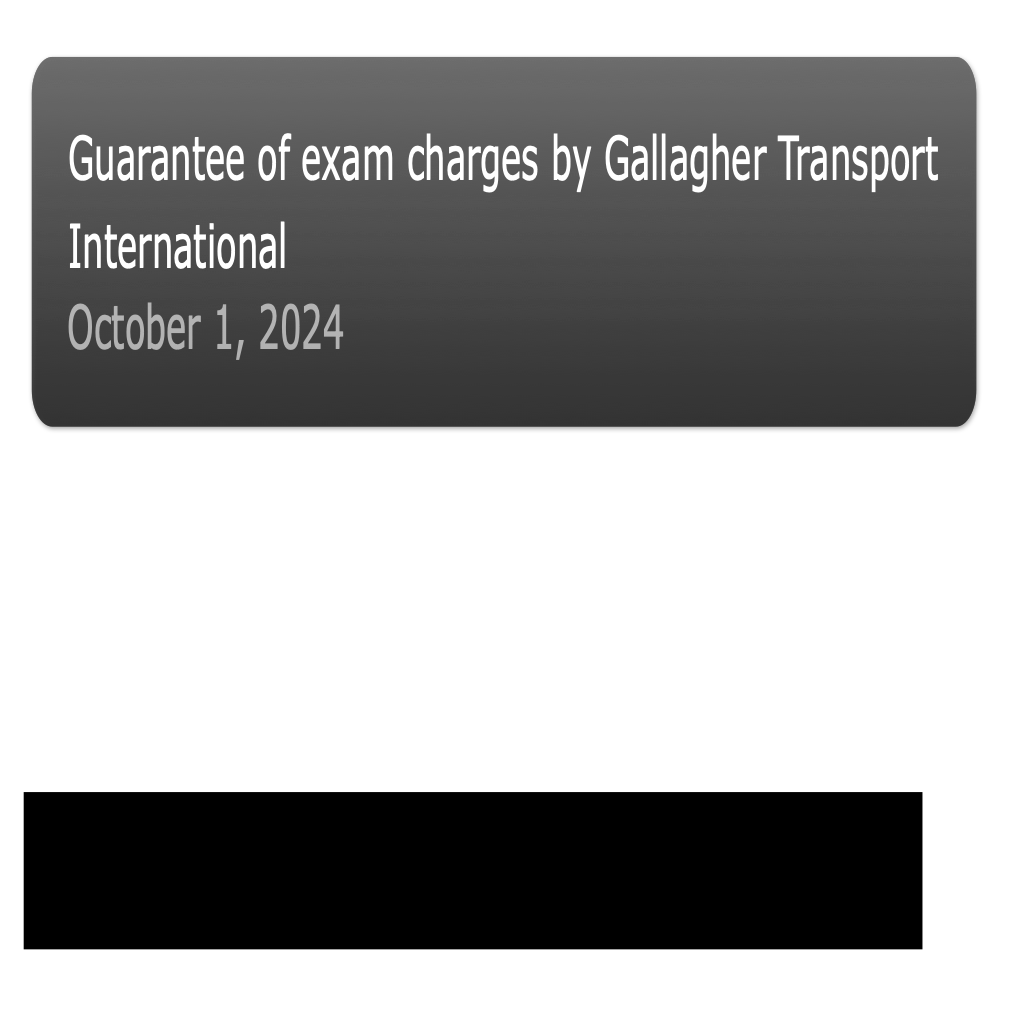 Guarantee of exam charges by Gallagher Transport
International
October 1, 2024